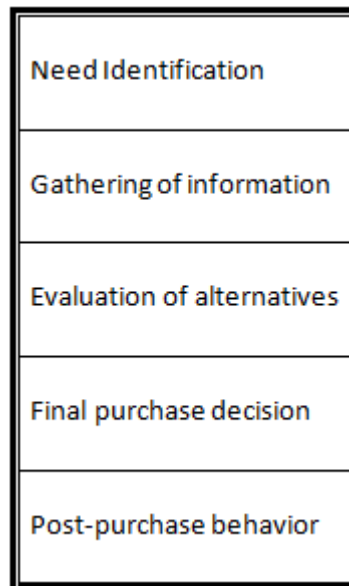 Need Identification
Gathering of information
Evaluation of alternatives
Final purchase decision
Post-purchase behavior